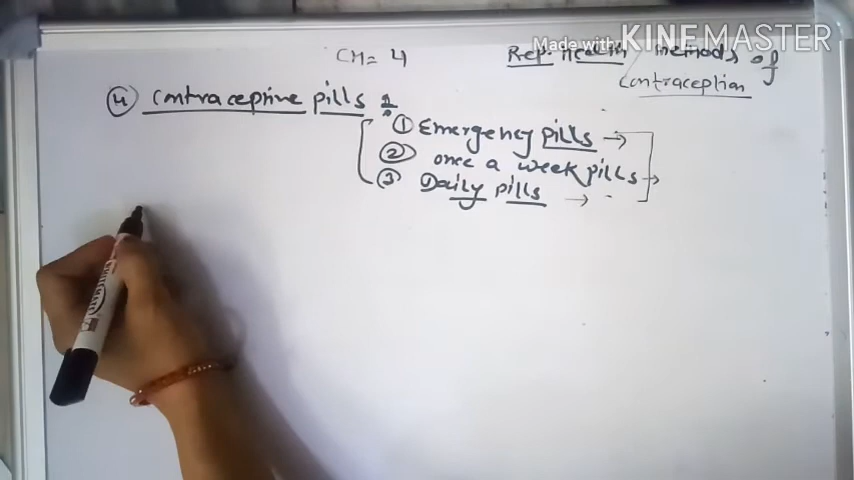 Made with KINEMASTER
CH= 4
Rep. Health / methods of
contraception
④ contraceptive pills :
① Emergency pills →
② once a week pills →
③ Daily pills →